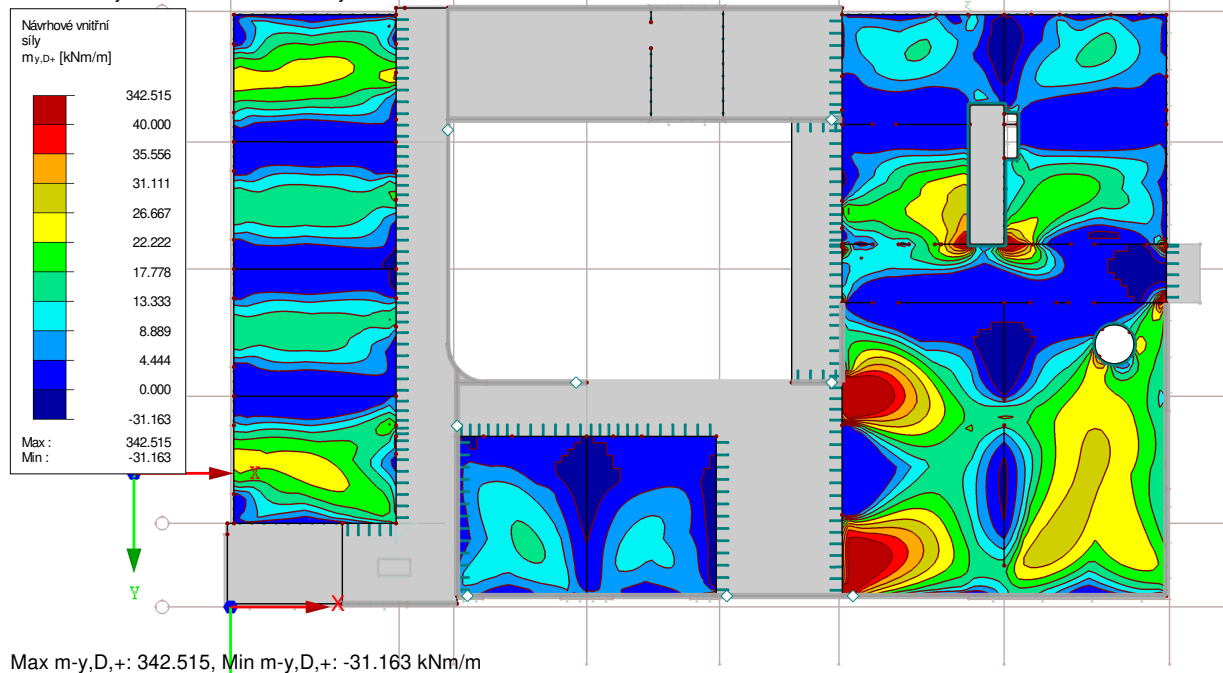 Návrhové vnitřní
síly
my,D+ [kNm/m]
342.515
40.000
35.556
31.111
26.667
22.222
17.778
13.333
8.889
4.444
0.000
-31.163
Max : 342.515
Min : -31.163
X
Y
X
Max m-y,D,+: 342.515, Min m-y,D,+: -31.163 kNm/m